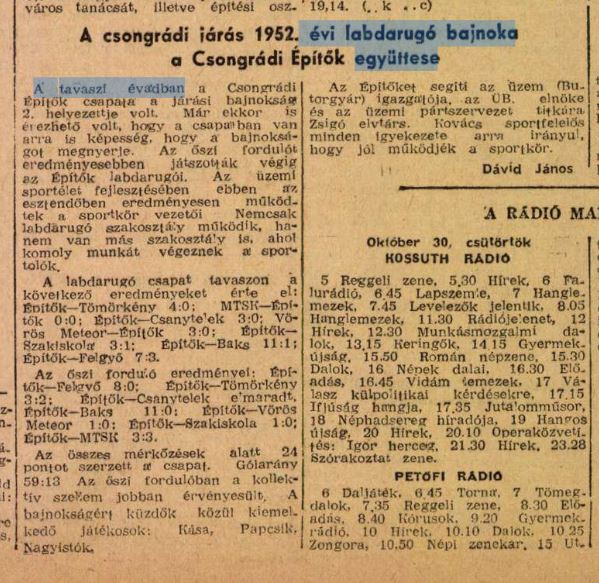 város tanácsát, illetve építési osz-
19,14. (. k . c)
A csongrádi járás 1952. évi labdarugó bajnoka
a Csongrádi Építők együttese
A tavaszi évadban a Csongrádi
Építők csapata a járási bajnokság
2. helyezettje volt. Már ekkor is
érezhető volt, hogy a csapatban van
arra is képesség, hogy a bajnoksá-
got megnyerje. Az őszi fordulót
eredményesebben játszották végig
az Építők labdarugói. Az üzemi
sportélet fejlesztésében ebben az
esztendőben eredményesen működ-
tek a sportkör vezetői Nemcsak
labdarugó szakosztály működik, ha-
nem van más szakosztály is, ahol
komoly munkát végeznek a spor-
tolók.
A labdarugó csapat tavaszon a
következő eredményeket érte el:
Építők—Tömörkény 4:0; MTSK—Épí-
tők 0:0; Építők—Csanytelek 3:0; Vö-
rös Meteor—Építők 3:0; Építők—
Szakiskola 3:1; Építők—Baks 11:1;
Építők—Felgyő 7:3.
Az őszi forduló eredményei: Épí-
tők—Felgyő 8:0; Építők—Tömörkény
3:2; Építők—Csanytelek elmaradt,
Építők—Baks 11:0; Építők—Vörös
Meteor 1:0; Építők—Szakiskola 1:0;
Építők—MTSK 3:3.
Az összes mérkőzések alatt 24
pontot szerzett a csapat. Gólarány
59:13 Az őszi fordulóban a kollek-
tív szellem jobban érvényesült. A
bajnokságért küzdők közül kiemel-
kedő játékosok: Kása, Papcsik,
Nagyistók.
Az Építőket segíti az üzem (Bu-
torgyár) igazgatója, az ÜB. elnöke
és az üzemi pártszervezet titkára
Zsigó elvtárs. Kovács sportfelelős
minden igyekezete arra irányul,
hogy jól működjék a sportkör.
Dávid János
A RÁDIÓ MA
Október 30, csütörtök
KOSSUTH RÁDIÓ
5 Reggeli zene, 5,30 Hírek, 6 Fa-
lurádió, 6.45 Lapszemle, 7 Hangle-
mezek, 7.45 Levelezők jelentik, 8.05
Hanglemezek, 11.30 Rádiójelenet, 12
Hírek, 12.30 Munkásmozgalmi da-
lok, 13,15 Keringők, 14 15 Gyermek-
újság, 15.50 Román népzene, 15.30
Dalok, 16 Népek dalai, 16.30 Elő-
adás, 16.45 Vidám lemezek, 17 Vá-
lasz külpolitikai kérdésekre, 17,15
Ifjúság hangja, 17,35 Jutalomműsor,
18 Néphadsereg híradója, 19 Hangos
újság, 20 Hírek, 20.10 Operaközvetí-
tés: Igor herceg, 21.30 Hírek, 23.28
Szórakoztat zene.
PETŐFI RÁDIÓ
6 Daljáték, 6,45 Torna, 7 Tömeg-
dalok, 7,35 Reggeli zene, 8.30 Elő-
adás, 8.40 Kórusok, 9.20 Gyermek-
rádió, 10 Hírek, 10.10 Dalok, 10.25
Zongora, 10.50 Népi zenekar, 15 Ut-